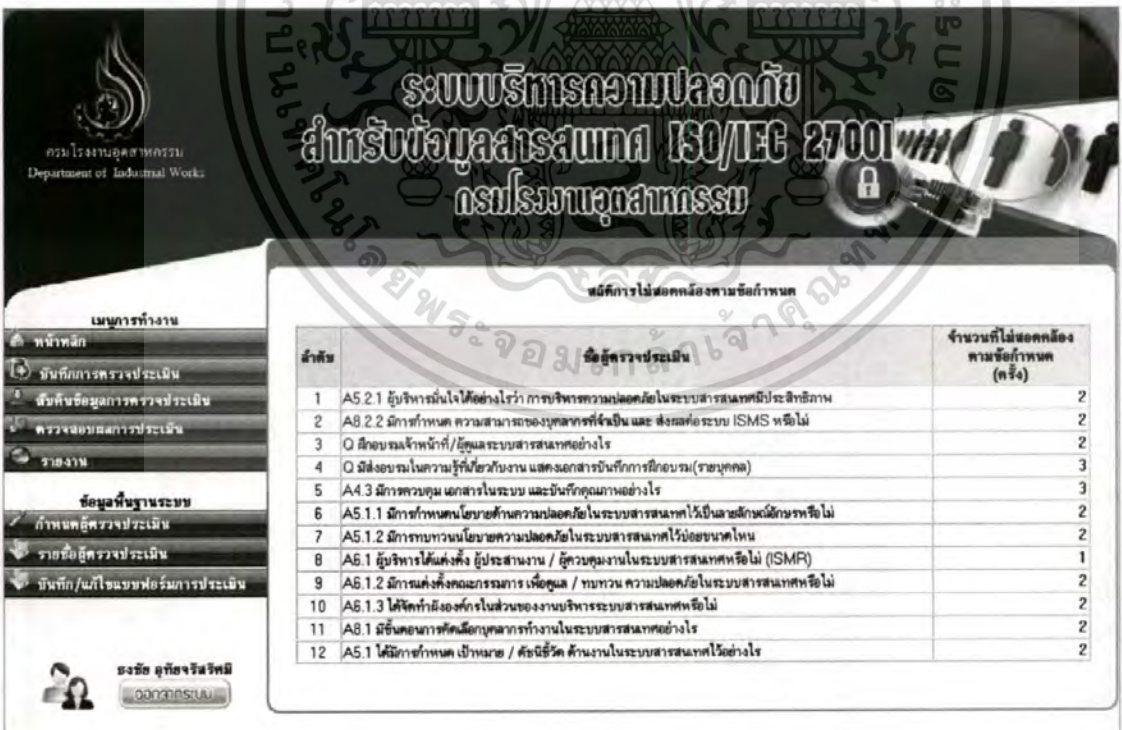 กรมโรงงานอุตสาหกรรม
Department of Industrial Works
ระบบบริหารความปลอดภัย
สำหรับข้อมูลสารสนเทศ ISO/IEC 27001
กรมโรงงานอุตสาหกรรม
เมนูการทำงาน
หน้าหลัก
บันทึกการตรวจประเมิน
สืบค้นข้อมูลการตรวจประเมิน
ตรวจสอบผลการประเมิน
รายงาน
ข้อมูลพื้นฐานระบบ
กำหนดผู้ตรวจประเมิน
รายชื่อผู้ตรวจประเมิน
บันทึก/แก้ไขแบบฟอร์มการประเมิน
ธงชัย อุทัยจรัสรัศมี
ออกจากระบบ
สถิติการไม่สอดคล้องตามข้อกำหนด
ลำดับ ชื่อผู้ตรวจประเมิน จำนวนที่ไม่สอดคล้อง
ตามข้อกำหนด
(ครั้ง)
1 A5.2.1 ผู้บริหารมั่นใจได้อย่างไรว่า การบริหารความปลอดภัยในระบบสารสนเทศมีประสิทธิภาพ 2
2 A8.2.2 มีการกำหนด ความสามารถของบุคลากรที่จำเป็น และ ส่งผลต่อระบบ ISMS หรือไม่ 2
3 Q ฝึกอบรมเจ้าหน้าที่/ผู้ดูแลระบบสารสนเทศอย่างไร 2
4 Q มีส่งอบรมในความรู้ที่เกี่ยวกับงาน แสดงเอกสารบันทึกการฝึกอบรม(รายบุคคล) 3
5 A4.3 มีการควบคุม เอกสารในระบบ และบันทึกคุณภาพอย่างไร 3
6 A5.1.1 มีการกำหนดนโยบายด้านความปลอดภัยในระบบสารสนเทศ ไว้เป็นลายลักษณ์อักษรหรือไม่ 2
7 A5.1.2 มีการทบทวนนโยบายความปลอดภัยในระบบสารสนเทศไว้บ่อยขนาดไหน 2
8 A6.1 ผู้บริหารได้แต่งตั้ง ผู้ประสานงาน / ผู้ควบคุมงานในระบบสารสนเทศหรือไม่ (ISMR) 1
9 A6.1.2 มีการแต่งตั้งคณะกรรมการ เพื่อดูแล / ทบทวน ความปลอดภัยในระบบสารสนเทศหรือไม่ 2
10 A6.1.3 ได้จัดทำผังองค์กรในส่วนของงานบริหารระบบสารสนเทศหรือไม่ 2
11 A8.1 มีขั้นตอนการคัดเลือกบุคลากรทำงานในระบบสารสนเทศอย่างไร 2
12 A5.1 ได้มีการกำหนด เป้าหมาย / ดัชนีชี้วัด ด้านงานในระบบสารสนเทศไว้อย่างไร 2